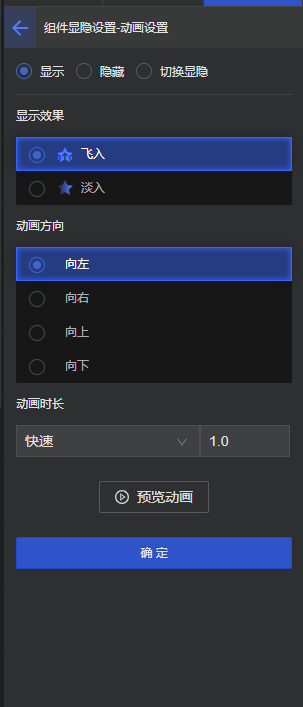 组件显隐设置-动画设置
显示 隐藏 切换显隐
显示效果
飞入
淡入
动画方向
向左
向右
向上
向下
动画时长
快速 1.0
预览动画
确 定